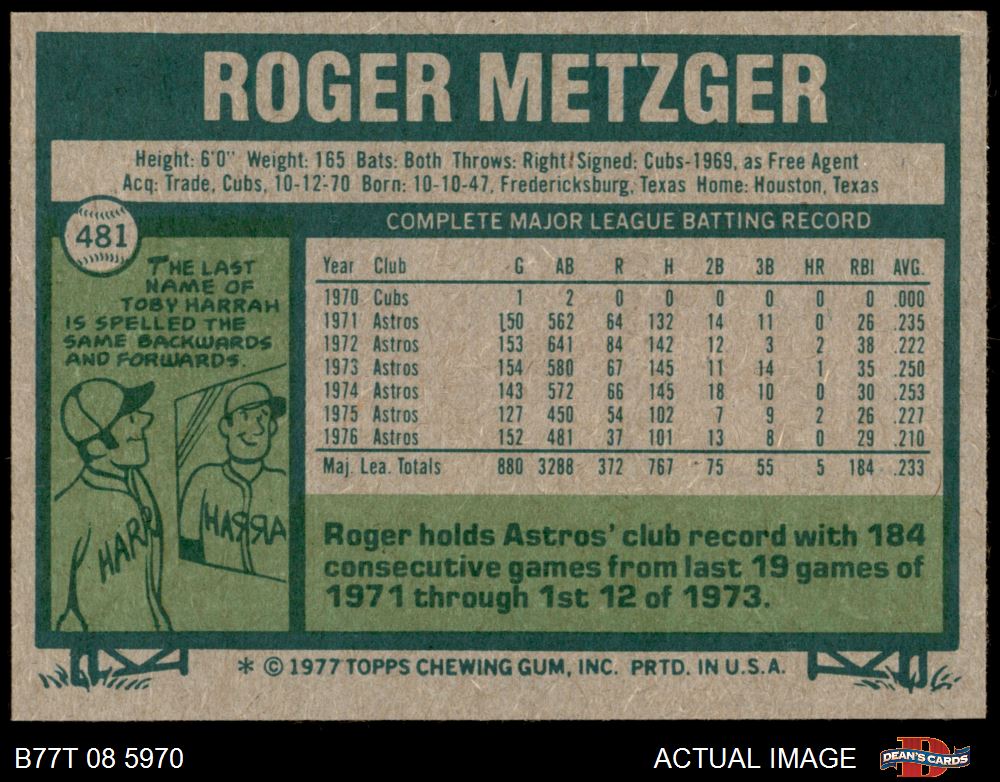 ROGER METZGER
Height: 6'0" Weight: 165 Bats: Both Throws: Right Signed: Cubs-1969, as Free Agent
Acq: Trade, Cubs, 10-12-70 Born: 10-10-47, Fredericksburg, Texas Home: Houston, Texas
481
THE LAST
NAME OF
TOBY HARRAH
IS SPELLED THE
SAME BACKWARDS
AND FORWARDS.
HARR
HARRA
COMPLETE MAJOR LEAGUE BATTING RECORD
Year Club G AB R H 2B 3B HR RBI AVG.
1970 Cubs 1 2 0 0 0 0 0 0 .000
1971 Astros 150 562 64 132 14 11 0 26 .235
1972 Astros 153 641 84 142 12 3 2 38 .222
1973 Astros 154 580 67 145 11 14 1 35 .250
1974 Astros 143 572 66 145 18 10 0 30 .253
1975 Astros 127 450 54 102 7 9 2 26 .227
1976 Astros 152 481 37 101 13 8 0 29 .210
Maj. Lea. Totals 880 3288 372 767 75 55 5 184 .233
Roger holds Astros' club record with 184
consecutive games from last 19 games of
1971 through 1st 12 of 1973.
* © 1977 TOPPS CHEWING GUM, INC. PRTD. IN U.S.A.
B77T 08 5970
ACTUAL IMAGE
DEAN'S CARDS